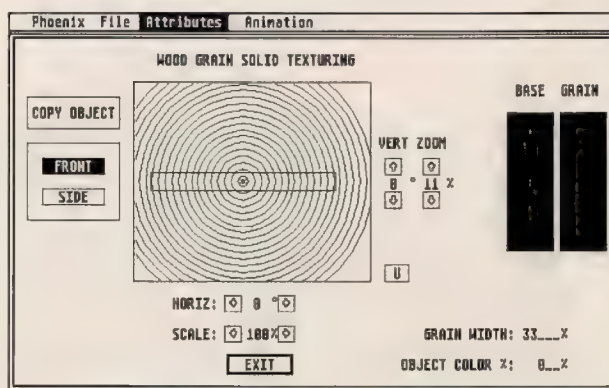 Phoenix File Attributes Animation
WOOD GRAIN SOLID TEXTURING
BASE GRAIN
COPY OBJECT
VERT ZOOM
FRONT
0 ° 11 %
SIDE
U
HORIZ: 0 °
SCALE: 100%
GRAIN WIDTH: 33___%
EXIT
OBJECT COLOR %: 0__%